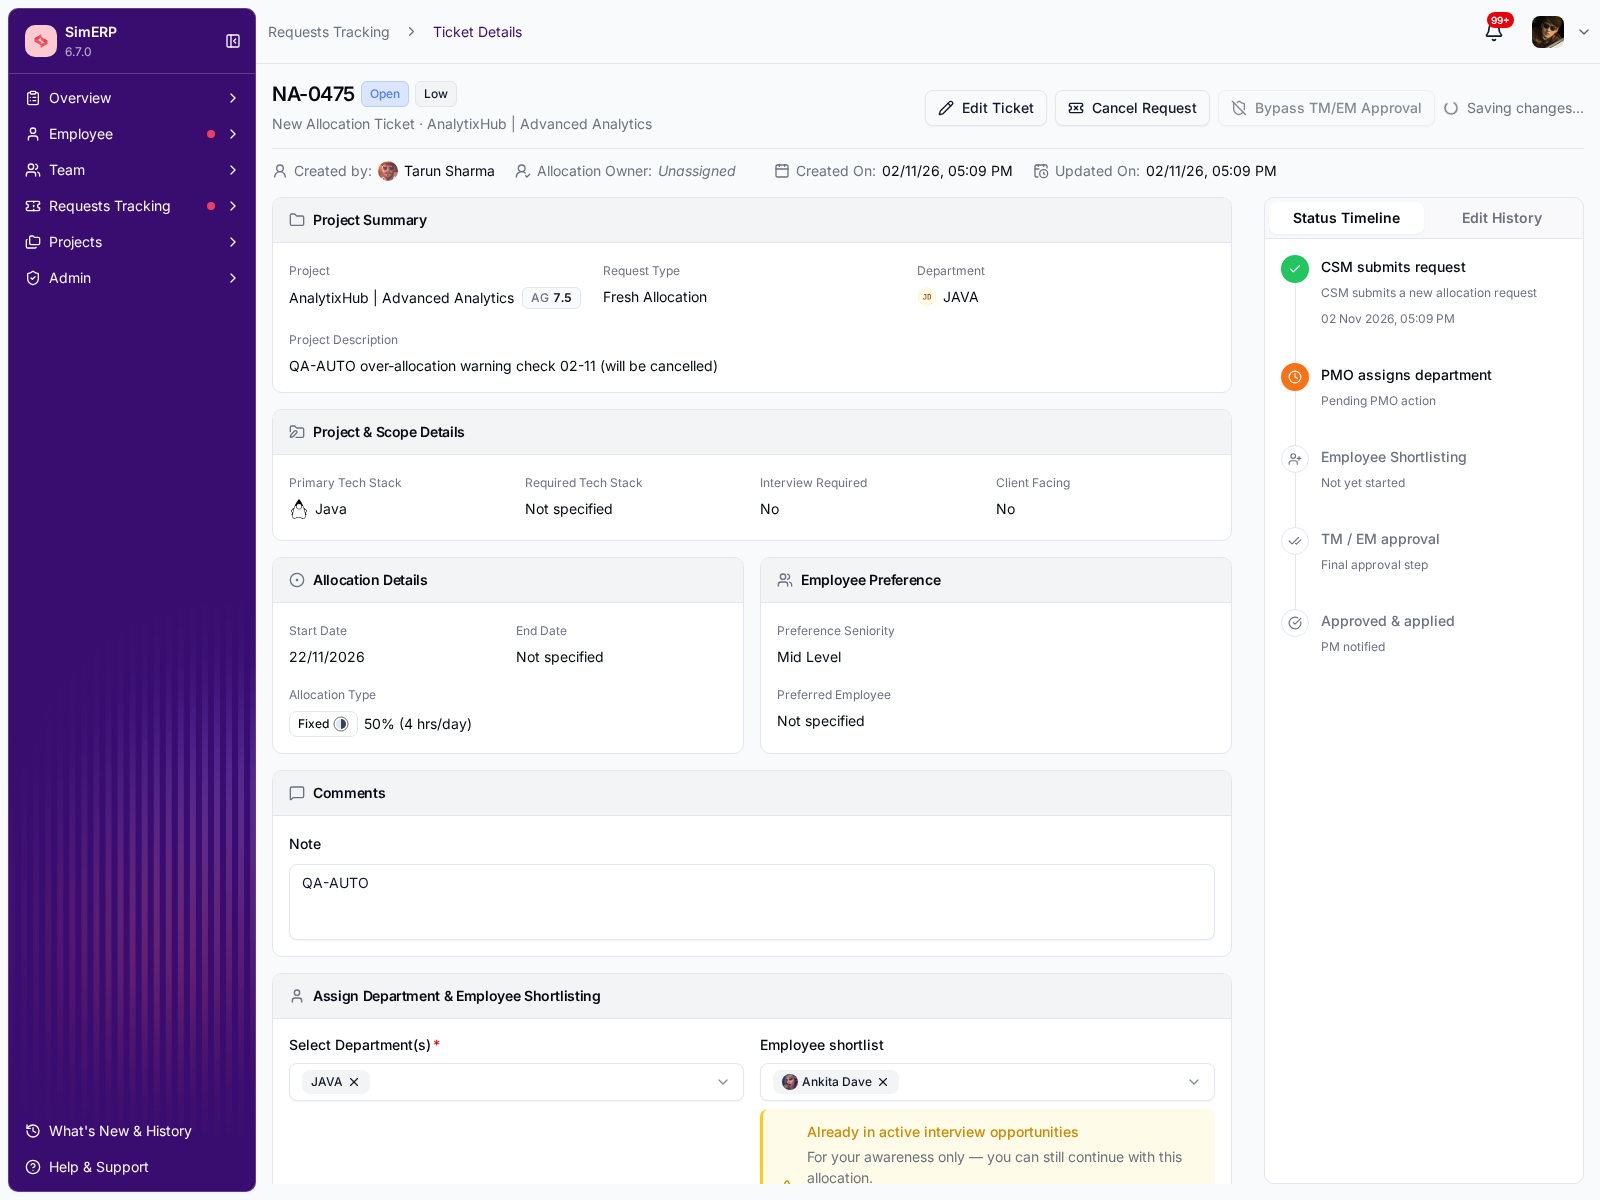 SimERP
6.7.0
Overview
Employee
Team
Requests Tracking
Projects
Admin
What's New & History
Help & Support
Requests Tracking
Ticket Details
99+
NA-0475
Open
Low
New Allocation Ticket · AnalytixHub | Advanced Analytics
Edit Ticket
Cancel Request
Bypass TM/EM Approval
Saving changes...
Created by: Tarun Sharma
Allocation Owner: Unassigned
Created On: 02/11/26, 05:09 PM
Updated On: 02/11/26, 05:09 PM
Project Summary
Project
Request Type
Department
AnalytixHub | Advanced Analytics AG 7.5
Fresh Allocation
JD JAVA
Project Description
QA-AUTO over-allocation warning check 02-11 (will be cancelled)
Project & Scope Details
Primary Tech Stack
Required Tech Stack
Interview Required
Client Facing
Java
Not specified
No
No
Allocation Details
Start Date
End Date
22/11/2026
Not specified
Allocation Type
Fixed 50% (4 hrs/day)
Employee Preference
Preference Seniority
Mid Level
Preferred Employee
Not specified
Comments
Note
QA-AUTO
Assign Department & Employee Shortlisting
Select Department(s)*
JAVA
Employee shortlist
Ankita Dave
Already in active interview opportunities
For your awareness only — you can still continue with this
allocation.
Status Timeline
Edit History
CSM submits request
CSM submits a new allocation request
02 Nov 2026, 05:09 PM
PMO assigns department
Pending PMO action
Employee Shortlisting
Not yet started
TM / EM approval
Final approval step
Approved & applied
PM notified